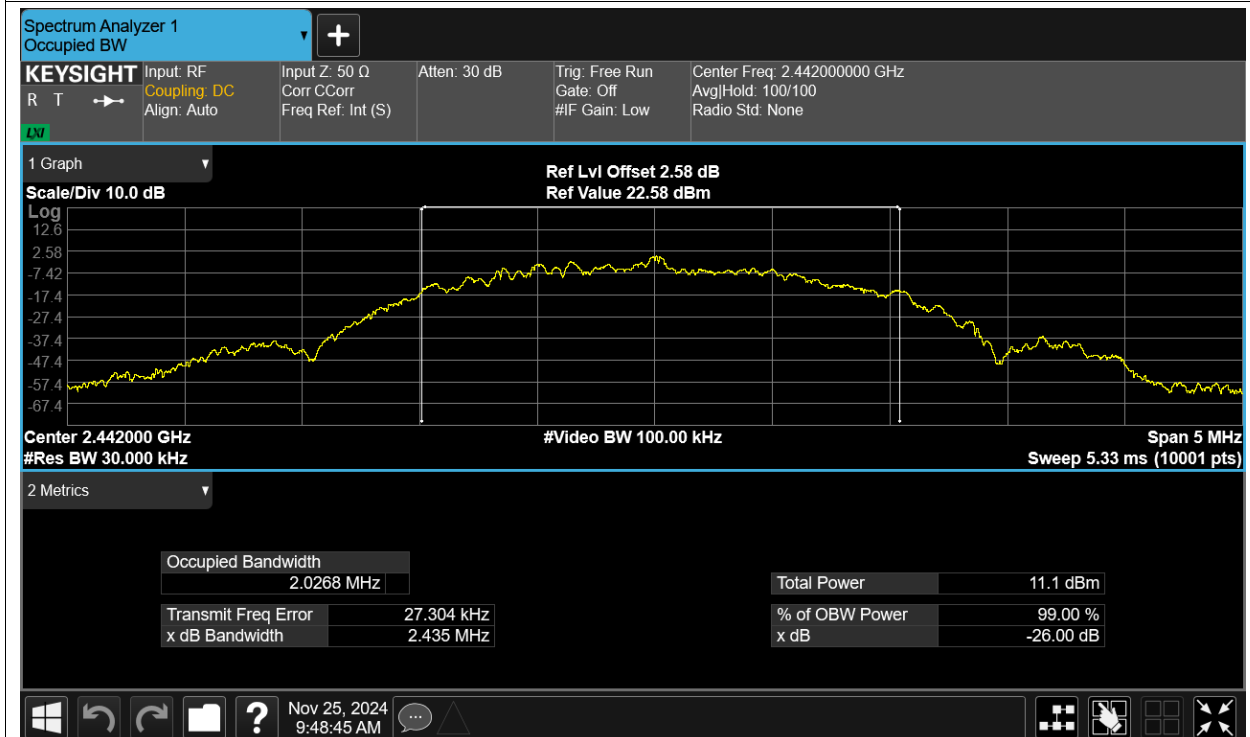 Spectrum Analyzer 1
Occupied BW
KEYSIGHT
R T
LXI
Input: RF
Coupling: DC
Align: Auto
Input Z: 50 Ω
Corr CCorr
Freq Ref: Int (S)
Atten: 30 dB
Trig: Free Run
Gate: Off
#IF Gain: Low
Center Freq: 2.442000000 GHz
Avg|Hold: 100/100
Radio Std: None
1 Graph
Scale/Div 10.0 dB
Ref Lvl Offset 2.58 dB
Ref Value 22.58 dBm
Log
12.6
2.58
-7.42
-17.4
-27.4
-37.4
-47.4
-57.4
-67.4
Center 2.442000 GHz
#Res BW 30.000 kHz
#Video BW 100.00 kHz
Span 5 MHz
Sweep 5.33 ms (10001 pts)
2 Metrics
Occupied Bandwidth
2.0268 MHz
Transmit Freq Error 27.304 kHz
x dB Bandwidth 2.435 MHz
Total Power 11.1 dBm
% of OBW Power 99.00 %
x dB -26.00 dB
?
Nov 25, 2024
9:48:45 AM